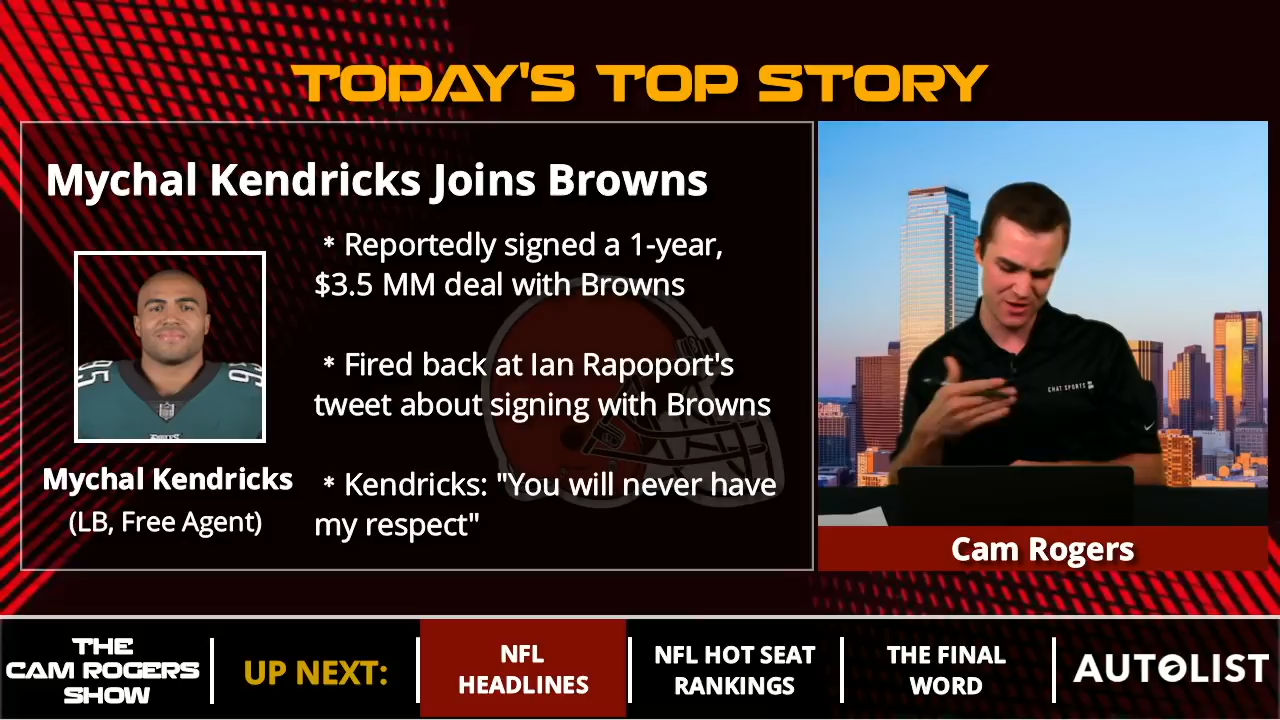 TODAY'S TOP STORY
Mychal Kendricks Joins Browns
* Reportedly signed a 1-year,
$3.5 MM deal with Browns
* Fired back at Ian Rapoport's
tweet about signing with Browns
* Kendricks: "You will never have
my respect"
Mychal Kendricks
(LB, Free Agent)
CHAT SPORTS
Cam Rogers
THE
CAM ROGERS
SHOW
UP NEXT:
NFL
HEADLINES
NFL HOT SEAT
RANKINGS
THE FINAL
WORD
AUTOLIST